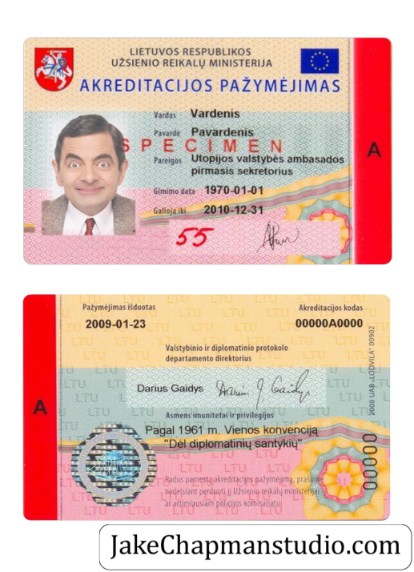 LIETUVOS RESPUBLIKOS
UŽSIENIO REIKALŲ MINISTERIJA
AKREDITACIJOS PAŽYMĖJIMAS
Vardas Vardenis
Pavardė Pavardenis
SPECIMEN
Pareigos Utopijos valstybės ambasados
pirmasis sekretorius
A
Gimimo data 1970-01-01
Galioja iki 2010-12-31
55
Pažymėjimas išduotas
2009-01-23
Akreditacijos kodas
00000A0000
Valstybinio ir diplomatinio protokolo
departamento direktorius
Darius Gaidys
A
Asmens imunitetai ir privilegijos
Pagal 1961 m. Vienos konvenciją
"Dėl diplomatinių santykių"
Radus pamestą akreditacijos pažymėjimą, prašome
nedelsiant perduoti jį Užsienio reikalų ministerijai
ar artimiausiam policijos komisariatui
2008 UAB „LODVILA" 00902
00000
LTU
JakeChapmanstudio.com